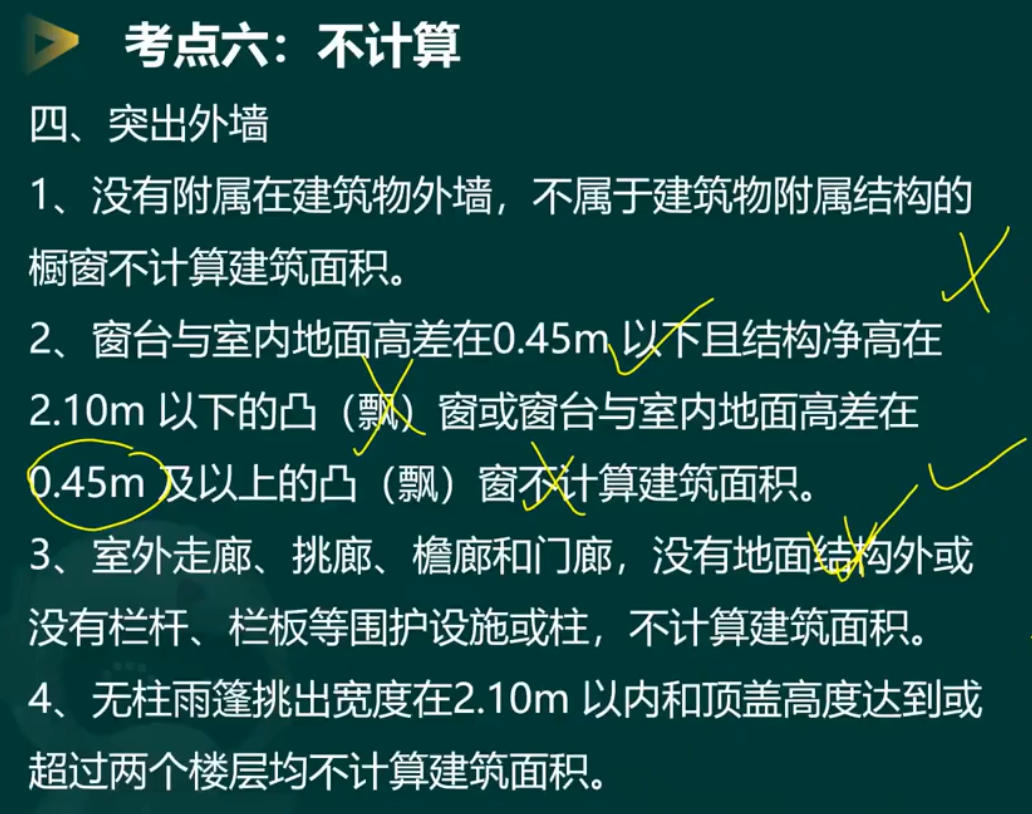 考点六：不计算
四、突出外墙
1、没有附属在建筑物外墙，不属于建筑物附属结构的
橱窗不计算建筑面积。
2、窗台与室内地面高差在0.45m 以下且结构净高在
2.10m 以下的凸（飘）窗或窗台与室内地面高差在
0.45m 及以上的凸（飘）窗不计算建筑面积。
3、室外走廊、挑廊、檐廊和门廊，没有地面结构外或
没有栏杆、栏板等围护设施或柱，不计算建筑面积。
4、无柱雨篷挑出宽度在2.10m 以内和顶盖高度达到或
超过两个楼层均不计算建筑面积。